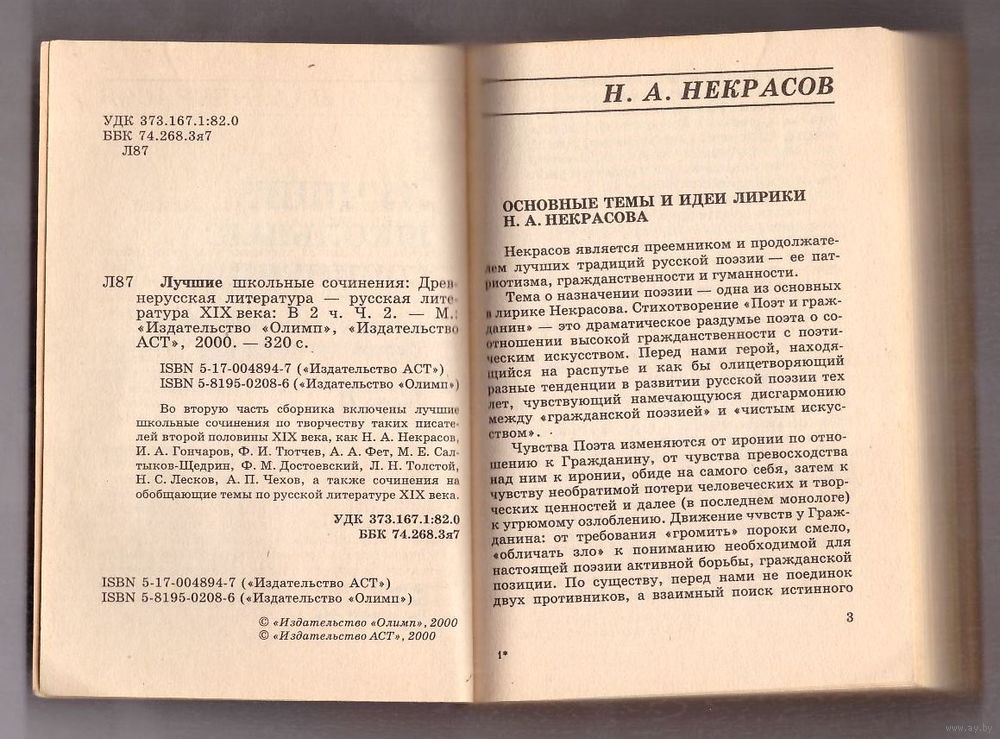 УДК 373.167.1:82.0
ББК 74.268.3я7
Л87
Л87 Лучшие школьные сочинения: Древ-
нерусская литература — русская лите-
ратура XIX века: В 2 ч. Ч. 2. — М.:
«Издательство «Олимп», «Издательство
АСТ», 2000. — 320 с.
ISBN 5-17-004894-7 («Издательство АСТ»)
ISBN 5-8195-0208-6 («Издательство «Олимп»)
Во вторую часть сборника включены лучшие
школьные сочинения по творчеству таких писате-
лей второй половины XIX века, как Н. А. Некрасов,
И. А. Гончаров, Ф. И. Тютчев, А. А. Фет, М. Е. Сал-
тыков-Щедрин, Ф. М. Достоевский, Л. Н. Толстой,
Н. С. Лесков, А. П. Чехов, а также сочинения на
обобщающие темы по русской литературе XIX века.
УДК 373.167.1:82.0
ББК 74.268.3я7
ISBN 5-17-004894-7 («Издательство АСТ»)
ISBN 5-8195-0208-6 («Издательство «Олимп»)
© «Издательство «Олимп», 2000
© «Издательство АСТ», 2000
Н. А. НЕКРАСОВ
ОСНОВНЫЕ ТЕМЫ И ИДЕИ ЛИРИКИ
Н. А. НЕКРАСОВА
Некрасов является преемником и продолжате-
лем лучших традиций русской поэзии — ее пат-
риотизма, гражданственности и гуманности.
Тема о назначении поэзии — одна из основных
в лирике Некрасова. Стихотворение «Поэт и граж-
данин» — это драматическое раздумье поэта о со-
отношении высокой гражданственности с поэти-
ческим искусством. Перед нами герой, находя-
щийся на распутье и как бы олицетворяющий
разные тенденции в развитии русской поэзии тех
лет, чувствующий намечающуюся дисгармонию
между «гражданской поэзией» и «чистым искус-
ством».
Чувства Поэта изменяются от иронии по отно-
шению к Гражданину, от чувства превосходства
над ним к иронии, обиде на самого себя, затем к
чувству необратимой потери человеческих и твор-
ческих ценностей и далее (в последнем монологе)
к угрюмому озлоблению. Движение чувств у Граж-
данина: от требования «громить» пороки смело,
«обличать зло» к пониманию необходимой для
настоящей поэзии активной борьбы, гражданской
позиции. По существу, перед нами не поединок
двух противников, а взаимный поиск истинного
3
1*
www.ay.by